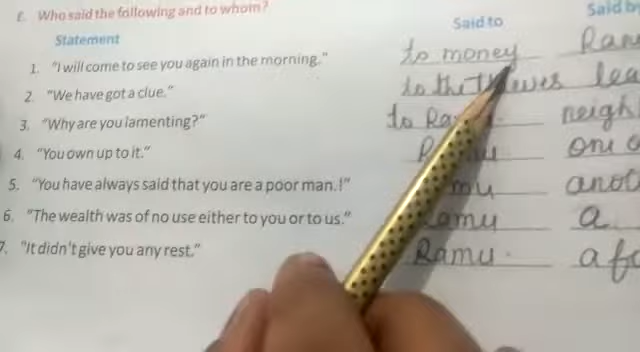 E. Who said the following and to whom?
Statement Said to Said by
1. "I will come to see you again in the morning." to money
2. "We have got a clue." to the thieves
3. "Why are you lamenting?" to
4. "You own up to it." one
5. "You have always said that you are a poor man.!"
6. "The wealth was of no use either to you or to us." Ramu a
7. "It didn't give you any rest." Ramu.